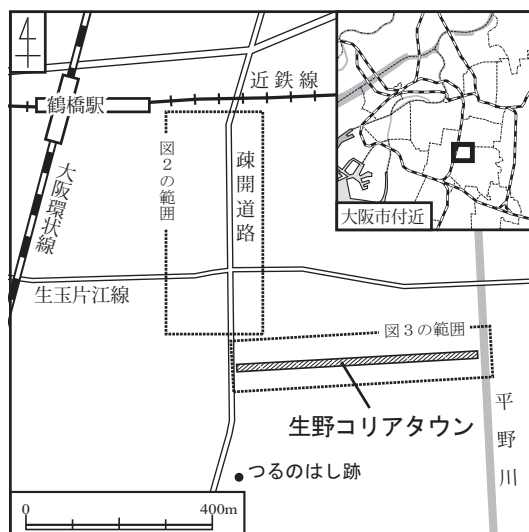 近鉄線
鶴橋駅
大阪環状線
図2の範囲
疎開道路
大阪市付近
生玉片江線
図3の範囲
生野コリアタウン
平野川
つるのはし跡
0
400m